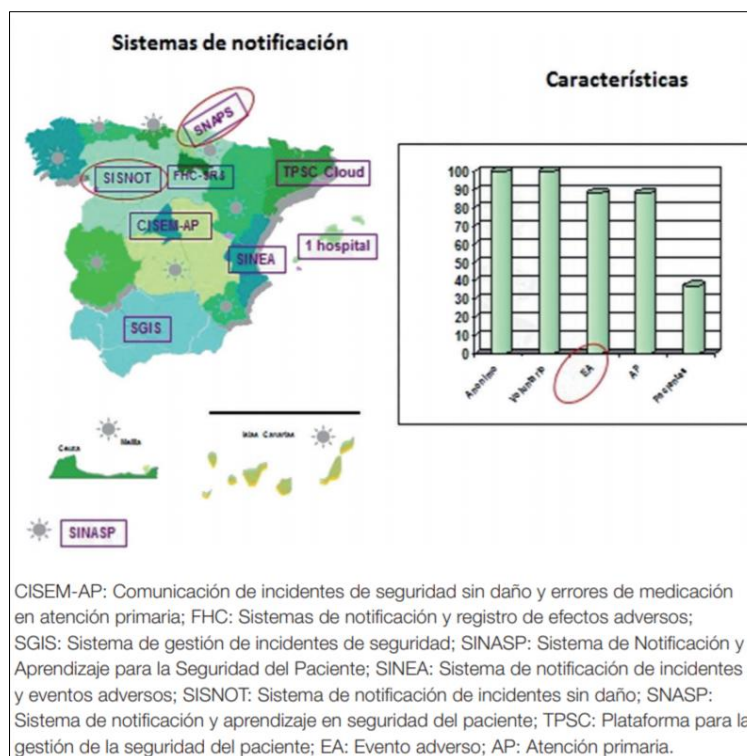 Sistemas de notificación
Características
SNAPS
SISNOT
FHC-SRS
TPSC Cloud
CISEM-AP
SINEA
1 hospital
SGIS
Ceuta
Melilla
Islas Canarias
SINASP
100
90
80
70
60
50
40
30
20
10
0
Anónimo
Voluntario
EA
AP
Pacientes
CISEM-AP: Comunicación de incidentes de seguridad sin daño y errores de medicación
en atención primaria; FHC: Sistemas de notificación y registro de efectos adversos;
SGIS: Sistema de gestión de incidentes de seguridad; SINASP: Sistema de Notificación y
Aprendizaje para la Seguridad del Paciente; SINEA: Sistema de notificación de incidentes
y eventos adversos; SISNOT: Sistema de notificación de incidentes sin daño; SNASP:
Sistema de notificación y aprendizaje en seguridad del paciente; TPSC: Plataforma para la
gestión de la seguridad del paciente; EA: Evento adverso; AP: Atención primaria.